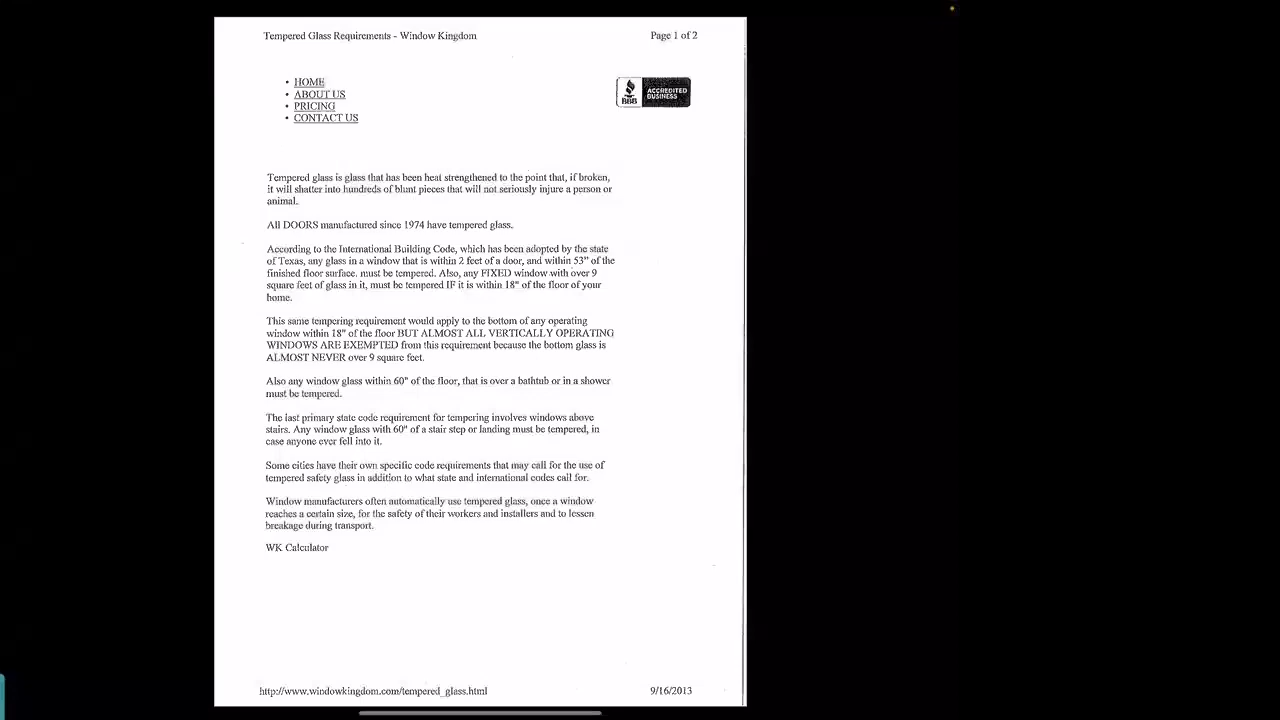 Tempered Glass Requirements - Window Kingdom
Page 1 of 2
• HOME
• ABOUT US
• PRICING
• CONTACT US
BBB
ACCREDITED
BUSINESS
Tempered glass is glass that has been heat strengthened to the point that, if broken,
it will shatter into hundreds of blunt pieces that will not seriously injure a person or
animal.
All DOORS manufactured since 1974 have tempered glass.
According to the International Building Code, which has been adopted by the state
of Texas, any glass in a window that is within 2 feet of a door, and within 53" of the
finished floor surface. must be tempered. Also, any FIXED window with over 9
square feet of glass in it, must be tempered IF it is within 18" of the floor of your
home.
This same tempering requirement would apply to the bottom of any operating
window within 18" of the floor BUT ALMOST ALL VERTICALLY OPERATING
WINDOWS ARE EXEMPTED from this requirement because the bottom glass is
ALMOST NEVER over 9 square feet.
Also any window glass within 60" of the floor, that is over a bathtub or in a shower
must be tempered.
The last primary state code requirement for tempering involves windows above
stairs. Any window glass with 60" of a stair step or landing must be tempered, in
case anyone ever fell into it.
Some cities have their own specific code requirements that may call for the use of
tempered safety glass in addition to what state and international codes call for.
Window manufacturers often automatically use tempered glass, once a window
reaches a certain size, for the safety of their workers and installers and to lessen
breakage during transport.
WK Calculator
http://www.windowkingdom.com/tempered_glass.html
9/16/2013